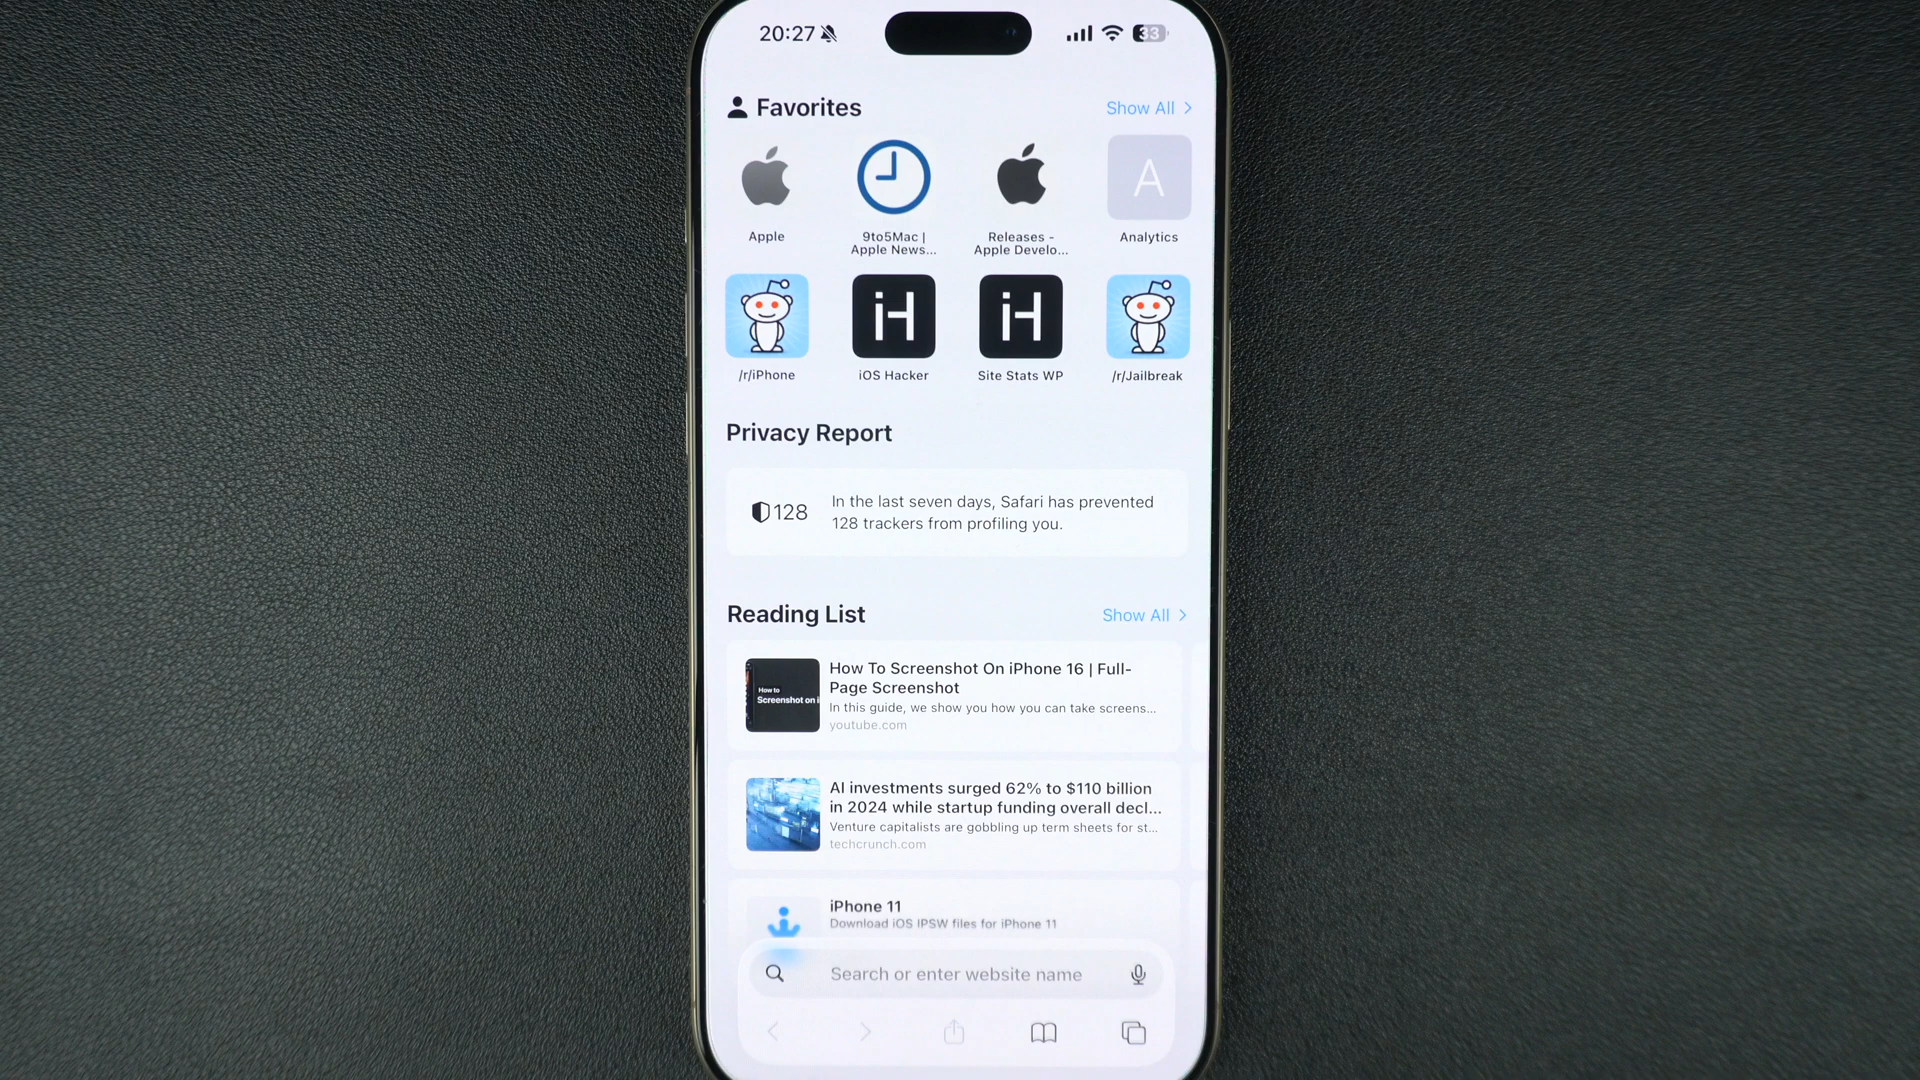 20:27
33
Favorites
Show All
A
Apple
9to5Mac |
Apple News...
Releases -
Apple Develo...
Analytics
iH
iH
/r/iPhone
iOS Hacker
Site Stats WP
/r/Jailbreak
Privacy Report
128
In the last seven days, Safari has prevented
128 trackers from profiling you.
Reading List
Show All
How to
Screenshot on i
How To Screenshot On iPhone 16 | Full-
Page Screenshot
In this guide, we show you how you can take screens...
youtube.com
AI investments surged 62% to $110 billion
in 2024 while startup funding overall decl...
Venture capitalists are gobbling up term sheets for st...
techcrunch.com
iPhone 11
Download iOS IPSW files for iPhone 11
Search or enter website name